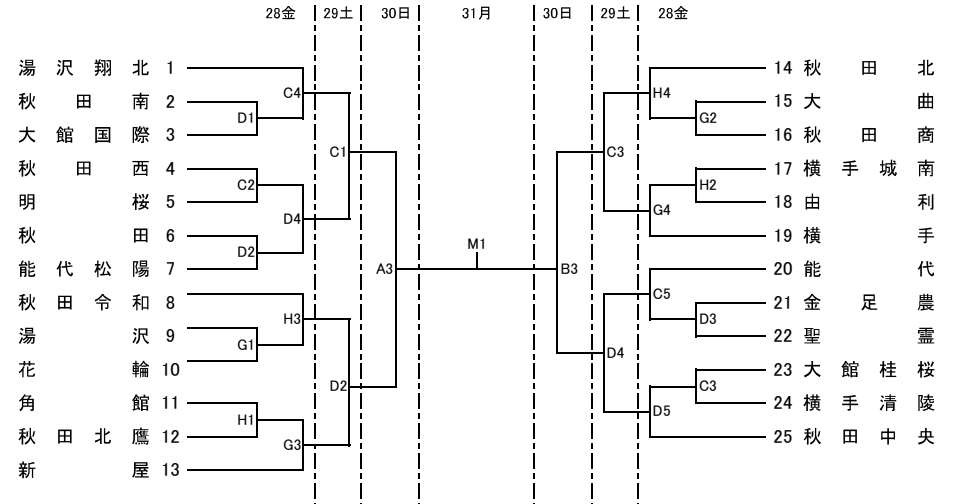 28金 29土 30日 31月 30日 29土 28金
湯沢翔北 1 14 秋田北
C4 H4
秋田南 2 15 大曲
D1 G2
大館国際 3 16 秋田商
C1 C3
秋田西 4 17 横手城南
C2 H2
明桜 5 18 由利
D4 G4
秋田 6 19 横手
D2 M1
能代松陽 7 20 能代
A3 B3
C5
秋田令和 8 21 金足農
H3 D3
湯沢 9 22 聖霊
G1 D4
花輪 10 23 大館桂桜
D2 C3
角館 11 24 横手清陵
H1 D5
秋田北鷹 12 25 秋田中央
G3
新屋 13